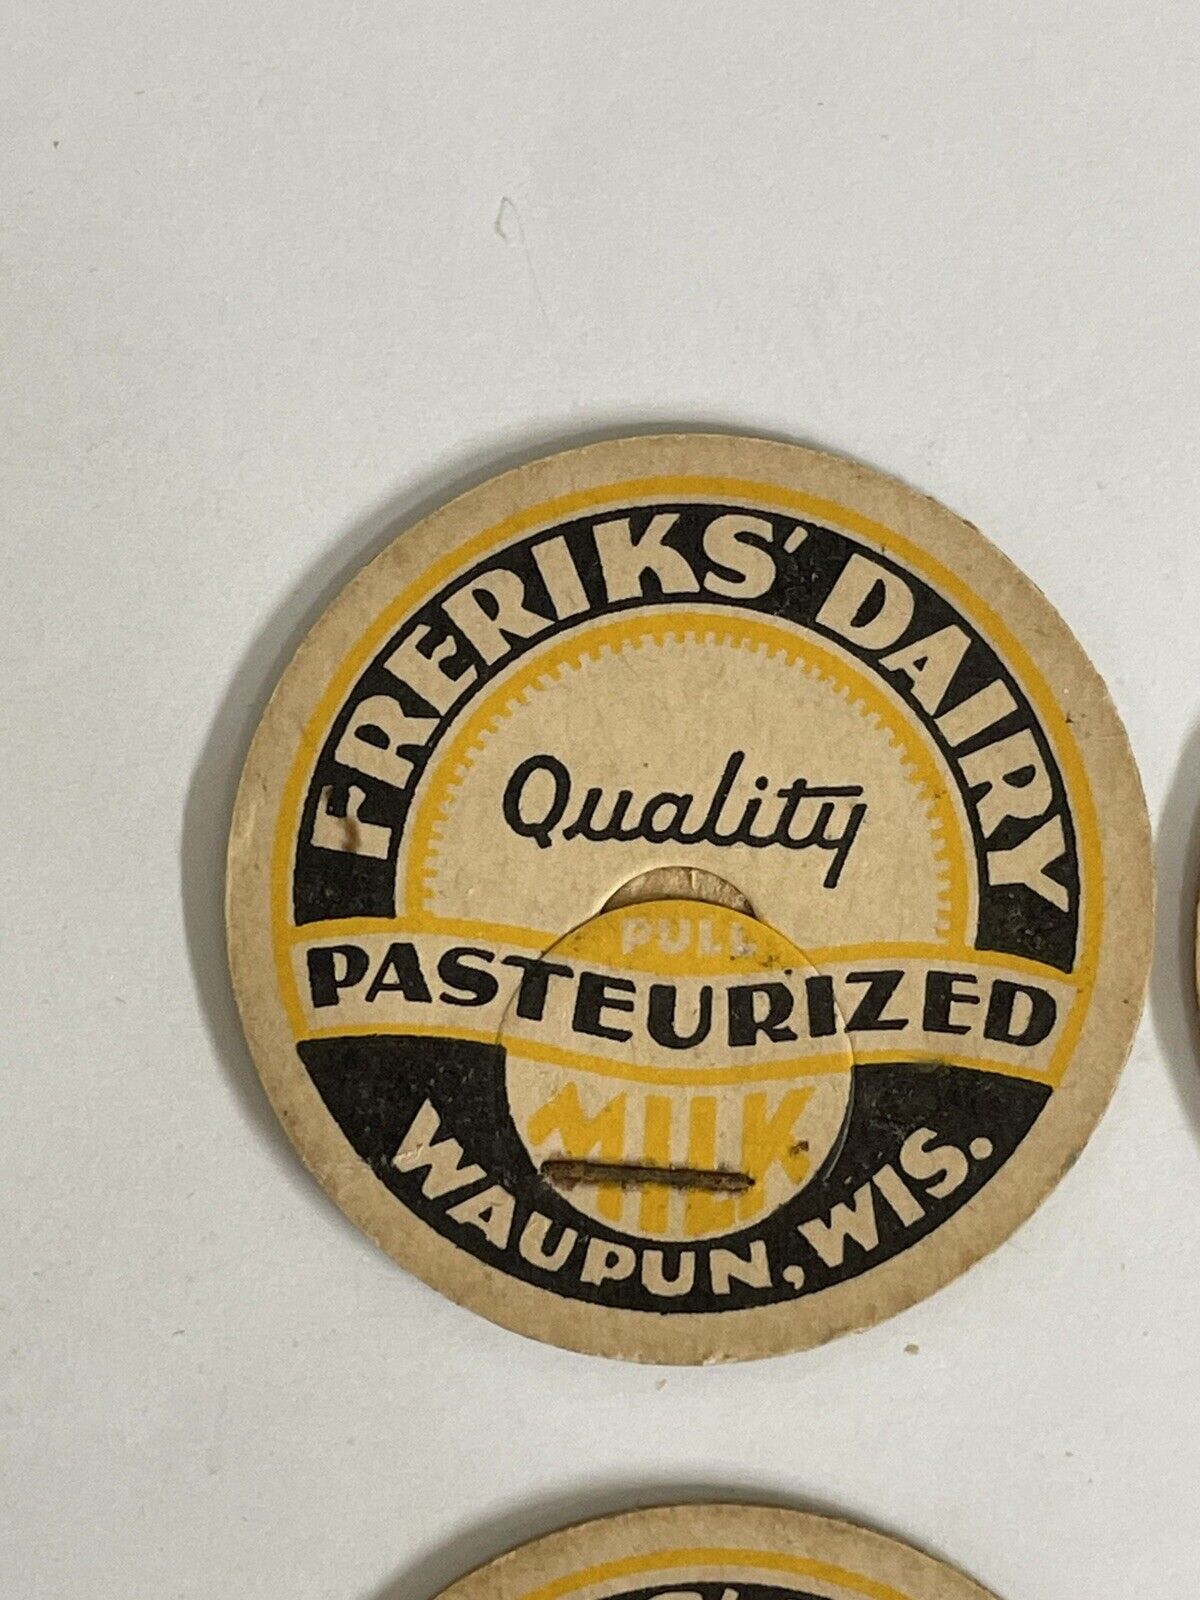 FRERIKS' DAIRY
Quality
PULL
PASTEURIZED
MILK
WAUPUN, WIS.